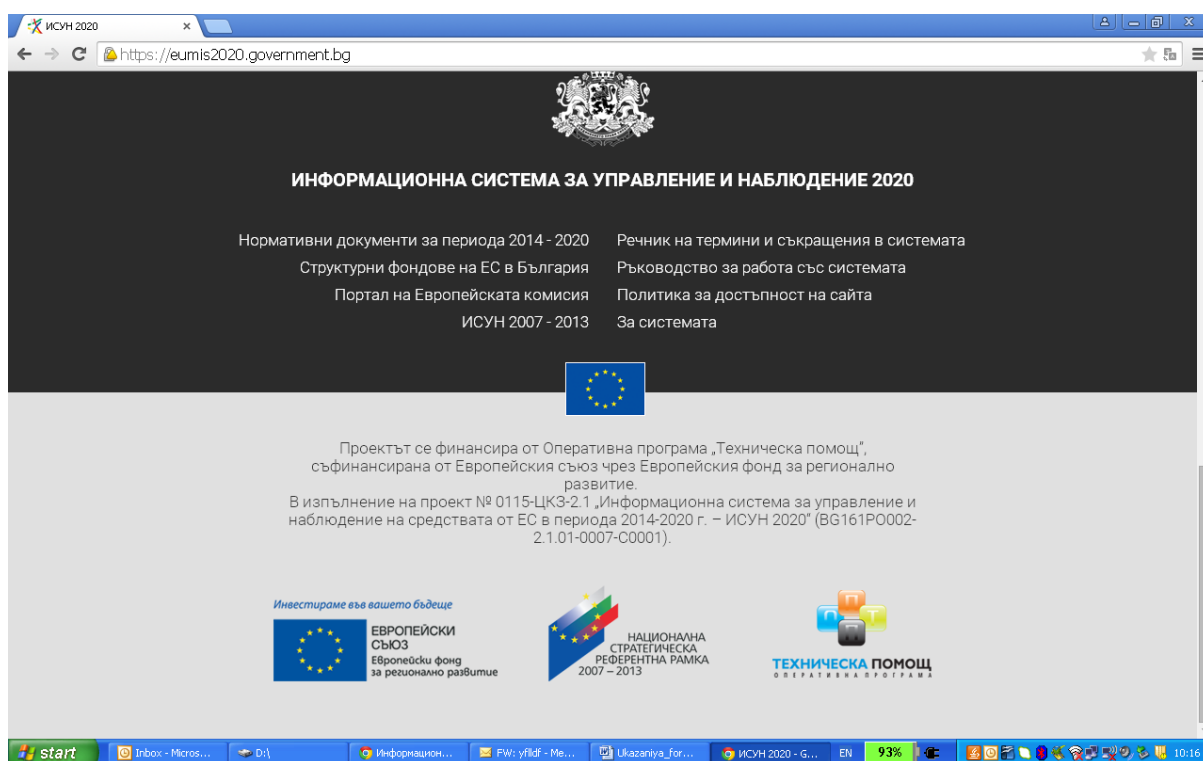 ИСУН 2020
https://eumis2020.government.bg
ИНФОРМАЦИОННА СИСТЕМА ЗА УПРАВЛЕНИЕ И НАБЛЮДЕНИЕ 2020
Нормативни документи за периода 2014 - 2020
Структурни фондове на ЕС в България
Портал на Европейската комисия
ИСУН 2007 - 2013
Речник на термини и съкращения в системата
Ръководство за работа със системата
Политика за достъпност на сайта
За системата
Проектът се финансира от Оперативна програма „Техническа помощ“,
съфинансирана от Европейския съюз чрез Европейския фонд за регионално
развитие.
В изпълнение на проект № 0115-ЦКЗ-2.1 „Информационна система за управление и
наблюдение на средствата от ЕС в периода 2014-2020 г. – ИСУН 2020“ (BG161PO002-
2.1.01-0007-C0001).
Инвестираме във вашето бъдеще
ЕВРОПЕЙСКИ
СЪЮЗ
Европейски фонд
за регионално развитие
НАЦИОНАЛНА
СТРАТЕГИЧЕСКА
РЕФЕРЕНТНА РАМКА
2007 – 2013
П П Т П
ТЕХНИЧЕСКА ПОМОЩ
ОПЕРАТИВНА ПРОГРАМА
start
Inbox - Micros...
D:\
Информацион...
FW: yflldf - Me...
Ukazaniya_for...
ИСУН 2020 - G...
EN
93%
10:16